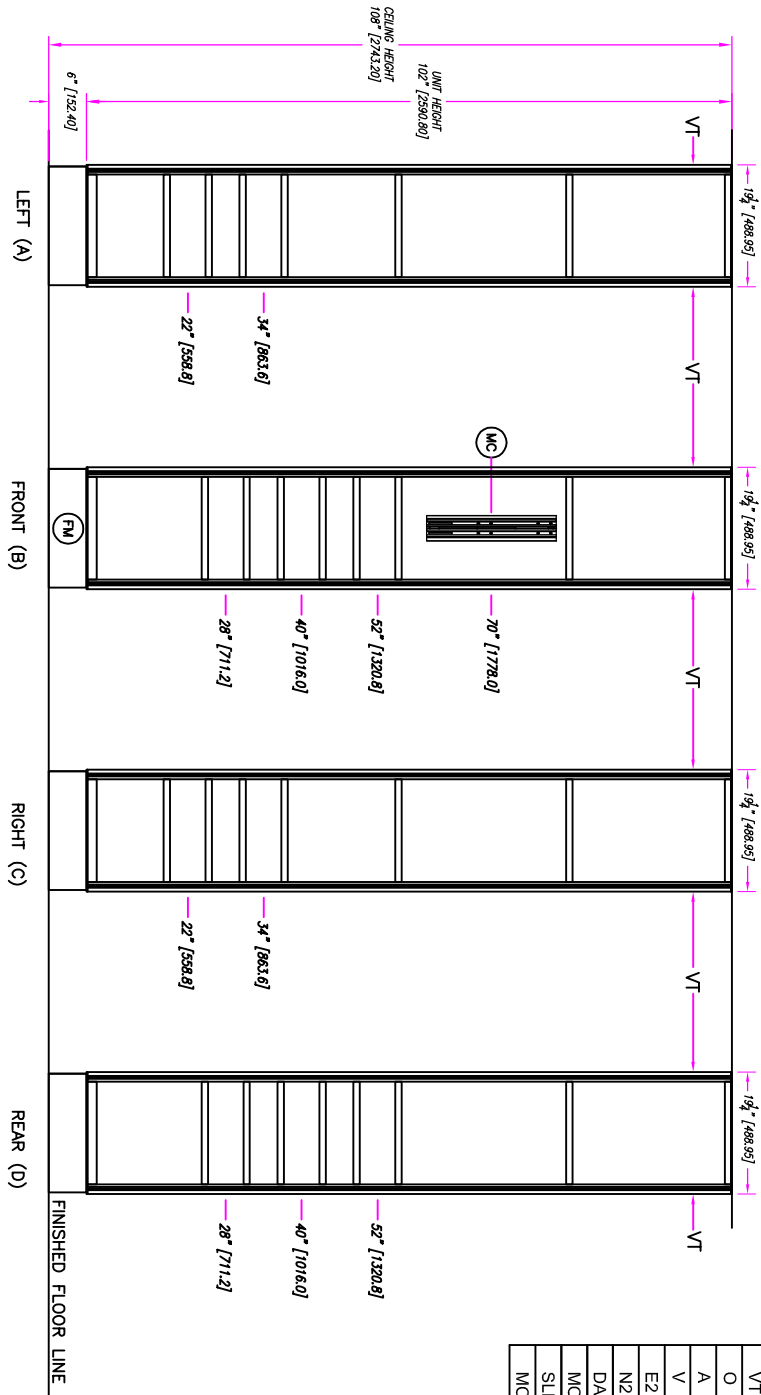 19¼" [488.95]
19¼" [488.95]
19¼" [488.95]
19¼" [488.95]
VT
VT
VT
VT
VT
CEILING HEIGHT
108" [2743.20]
UNIT HEIGHT
102" [2590.80]
6" [152.40]
34" [863.6]
22" [558.8]
MC
70" [1778.0]
52" [1320.8]
40" [1016.0]
28" [711.2]
34" [863.6]
22" [558.8]
52" [1320.8]
40" [1016.0]
28" [711.2]
FM
LEFT (A)
FRONT (B)
RIGHT (C)
REAR (D)
FINISHED FLOOR LINE
VT
O
A
V
E2
N2
DA